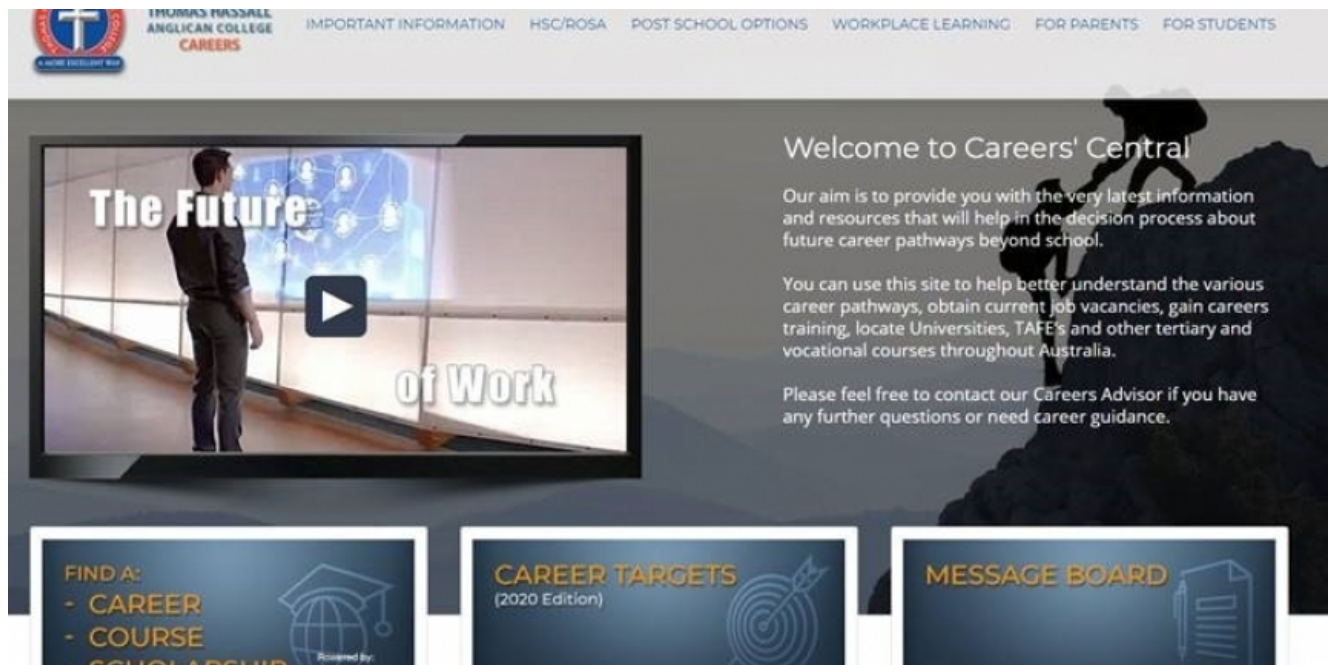 THOMAS HASSALL
ANGLICAN COLLEGE
CAREERS
A MORE EXCELLENT WAY
IMPORTANT INFORMATION HSC/ROSA POST SCHOOL OPTIONS WORKPLACE LEARNING FOR PARENTS FOR STUDENTS
The Future
of Work
Welcome to Careers' Central
Our aim is to provide you with the very latest information
and resources that will help in the decision process about
future career pathways beyond school.
You can use this site to help better understand the various
career pathways, obtain current job vacancies, gain careers
training, locate Universities, TAFE's and other tertiary and
vocational courses throughout Australia.
Please feel free to contact our Careers Advisor if you have
any further questions or need career guidance.
FIND A:
- CAREER
- COURSE
- SCHOLARSHIP
Powered by:
CAREER TARGETS
(2020 Edition)
MESSAGE BOARD